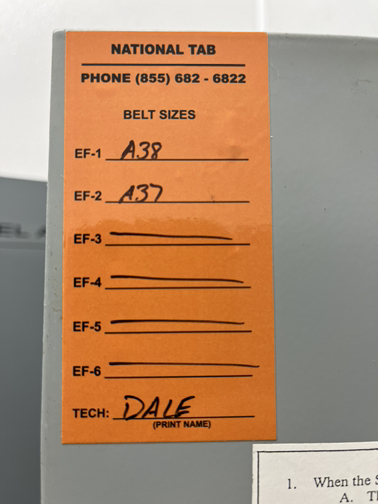 NATIONAL TAB
PHONE (855) 682 - 6822
BELT SIZES
EF-1 A38
EF-2 A37
EF-3
EF-4
EF-5
EF-6
TECH: DALE
(PRINT NAME)
1. When the
A.